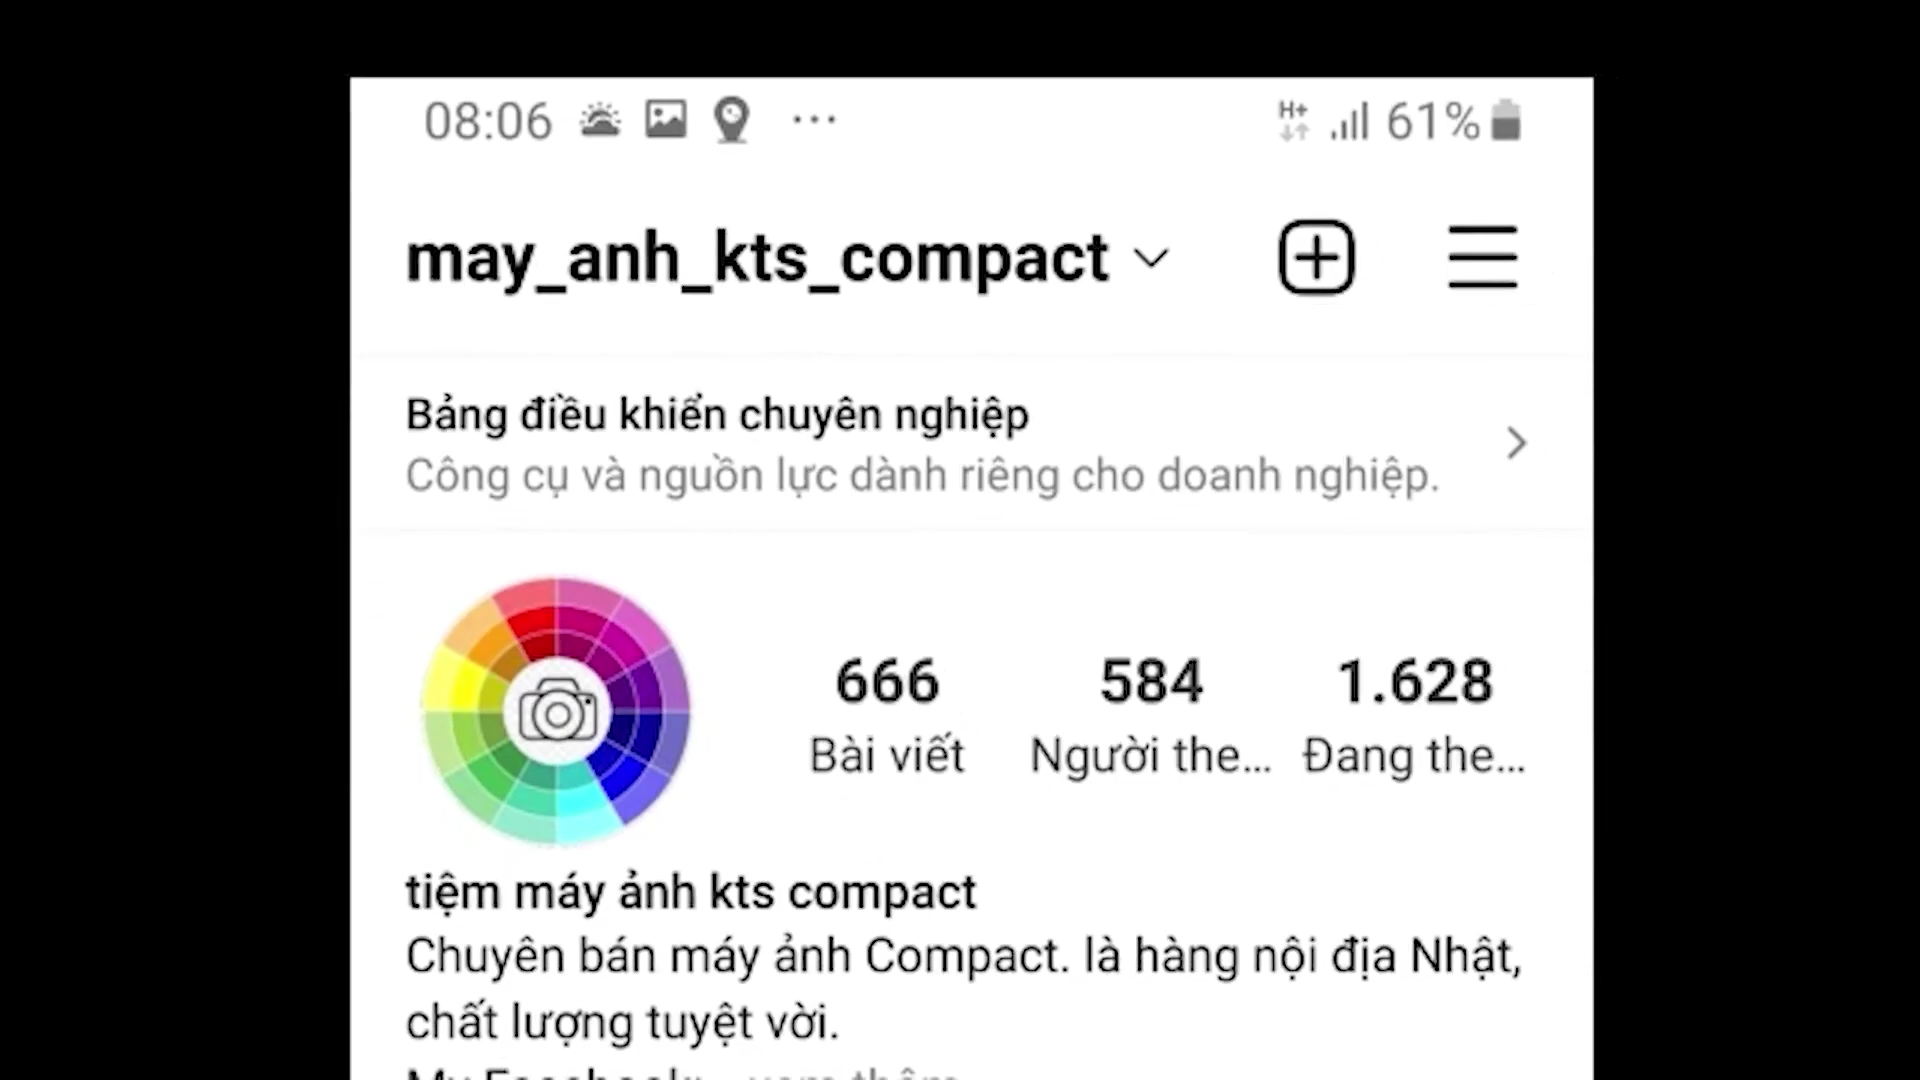 08:06 ... H+ 61%
may_anh_kts_compact
Bảng điều khiển chuyên nghiệp
Công cụ và nguồn lực dành riêng cho doanh nghiệp.
666 584 1.628
Bài viết Người the... Đang the...
tiệm máy ảnh kts compact
Chuyên bán máy ảnh Compact. là hàng nội địa Nhật,
chất lượng tuyệt vời.